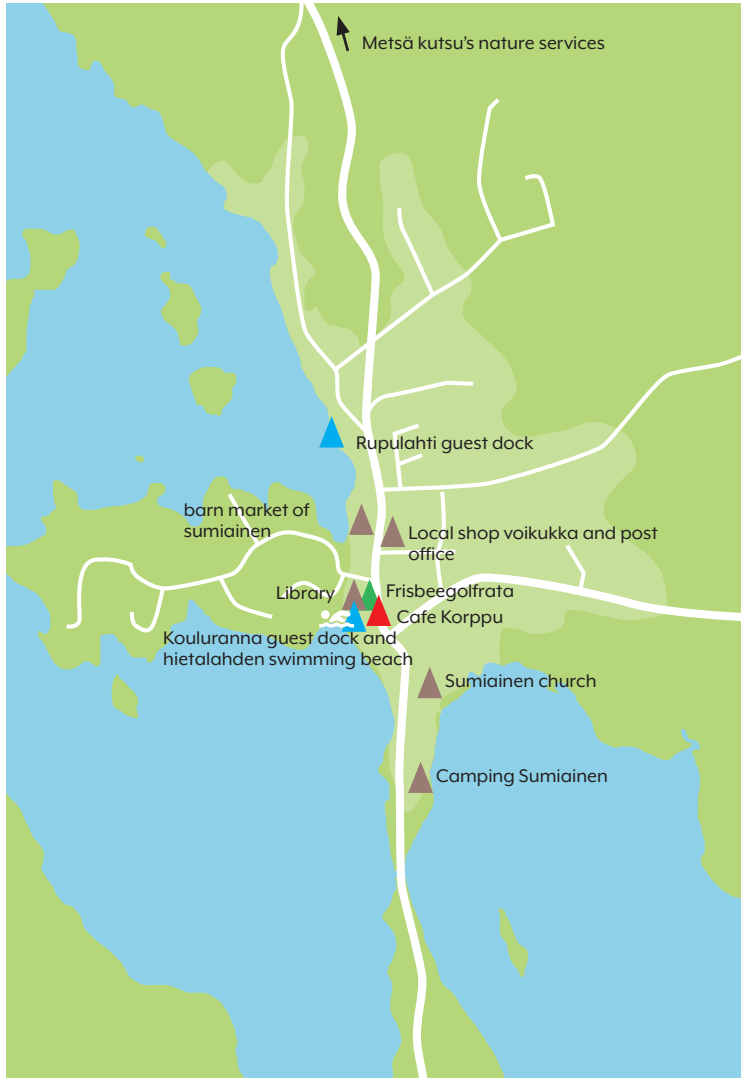 Metsä kutsu's nature services
Rupulahti guest dock
barn market of
sumiainen
Local shop voikukka and post
office
Library
Frisbeegolfrata
Cafe Korppu
Kouluranna guest dock and
hietalahden swimming beach
Sumiainen church
Camping Sumiainen